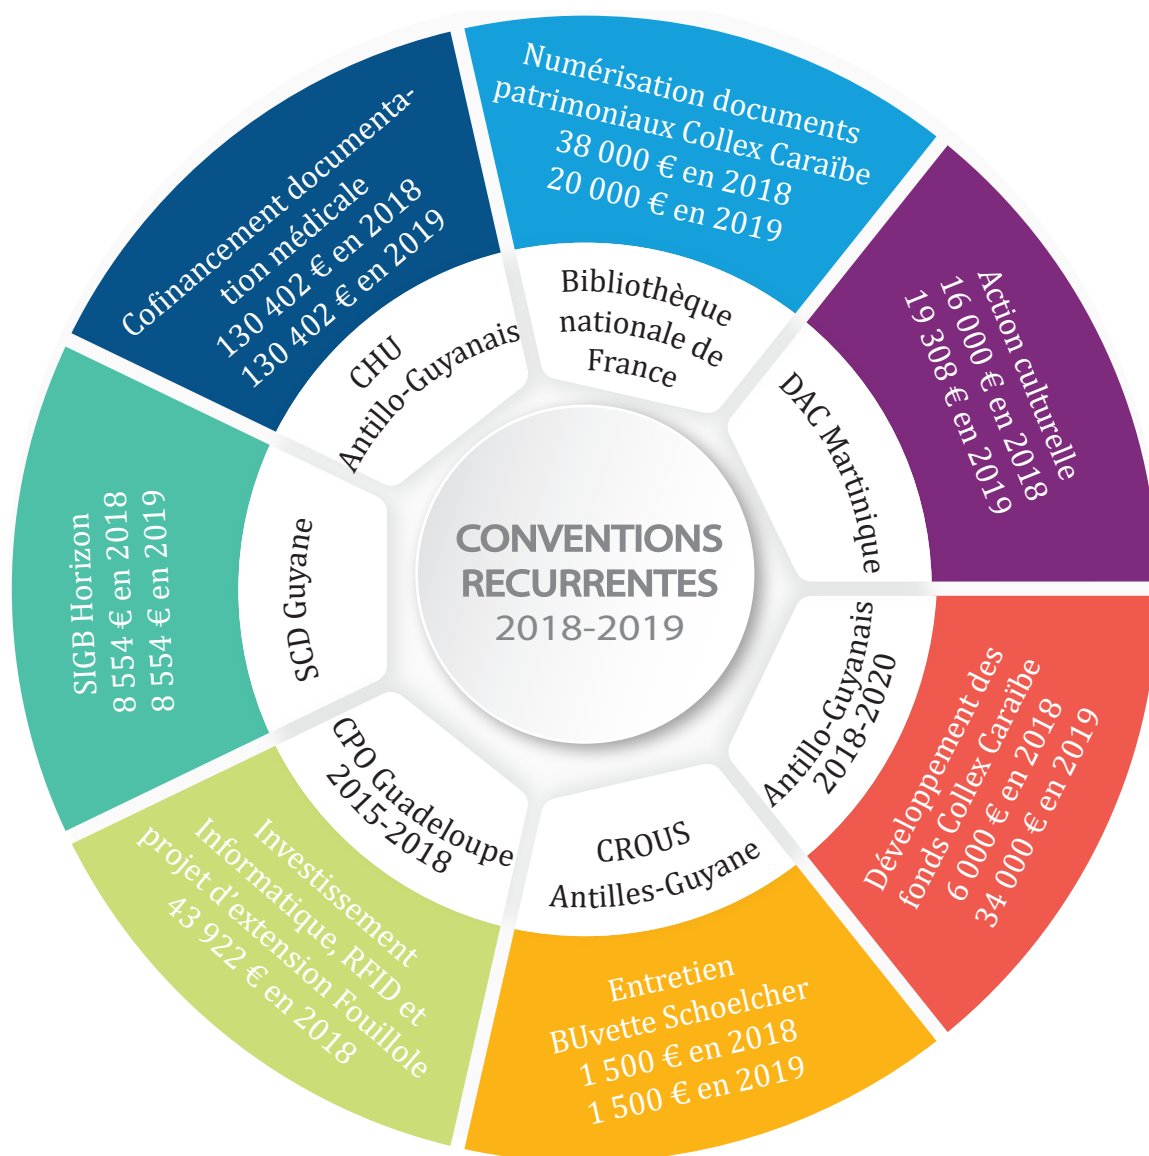 CONVENTIONS
RECURRENTES
2018-2019
Numérisation documents
patrimoniaux Collex Caraïbe
38 000 € en 2018
20 000 € en 2019
Bibliothèque
nationale de
France
Action culturelle
16 000 € en 2018
19 308 € en 2019
DAC Martinique
Développement des
fonds Collex Caraïbe
6 000 € en 2018
34 000 € en 2019
Antillo-Guyanais
2018-2020
Entretien
BUvette Schoelcher
1 500 € en 2018
1 500 € en 2019
CROUS
Antilles-Guyane
Investissement
Informatique, RFID et
projet d'extension Fouillole
43 922 € en 2018
CPO Guadeloupe
2015-2018
SIGB Horizon
8 554 € en 2018
8 554 € en 2019
SCD Guyane
Cofinancement documenta-
tion médicale
130 402 € en 2018
130 402 € en 2019
CHU
Antillo-Guyanais